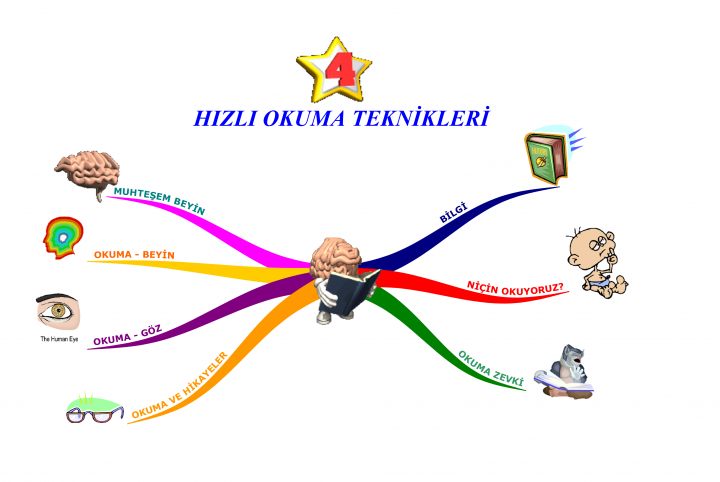 4
HIZLI OKUMA TEKNİKLERİ
MUHTEŞEM BEYİN
OKUMA - BEYİN
OKUMA - GÖZ
The Human Eye
OKUMA VE HİKAYELER
BİLGİ
NİÇİN OKUYORUZ?
OKUMA ZEVKİ